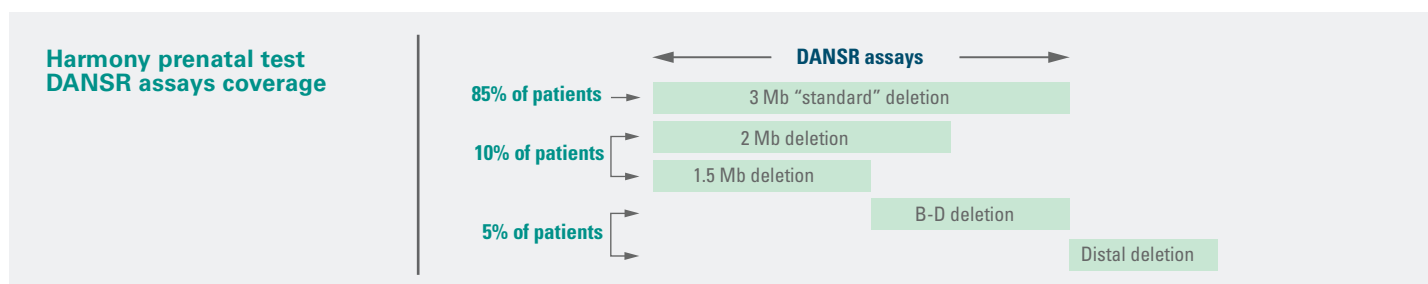 Harmony prenatal test
DANSR assays coverage
DANSR assays
85% of patients
3 Mb “standard” deletion
10% of patients
2 Mb deletion
1.5 Mb deletion
5% of patients
B-D deletion
Distal deletion